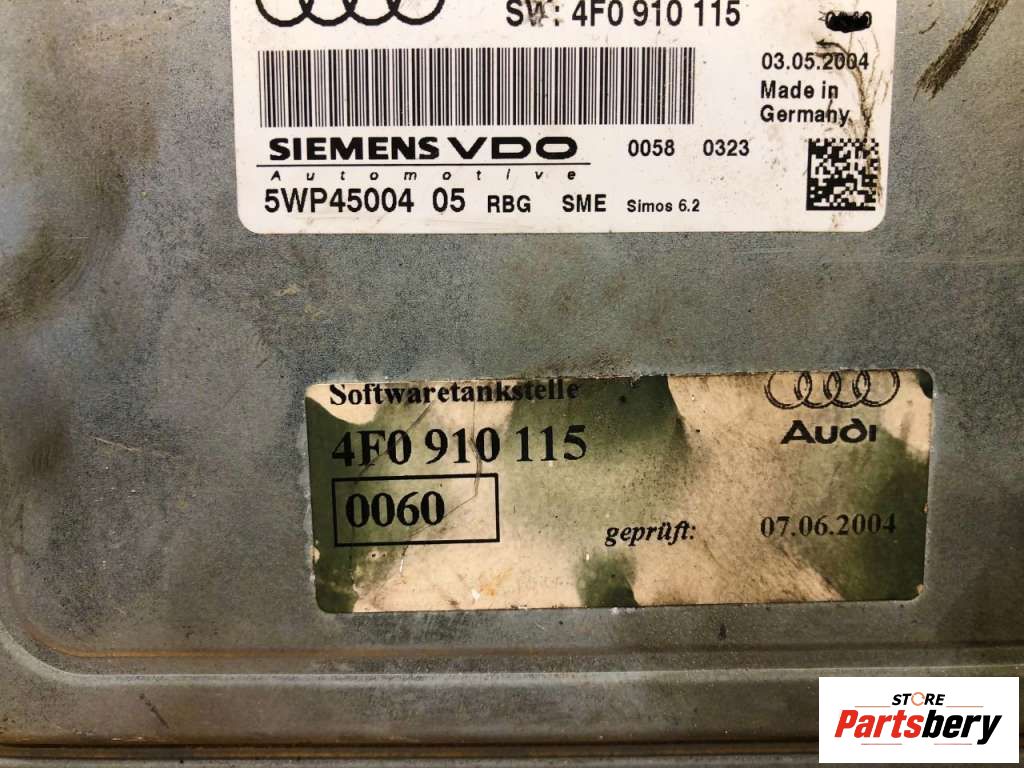 SW: 4F0 910 115
03.05.2004
Made in
Germany
SIEMENS VDO
Automotive
0058 0323
5WP45004 05 RBG SME Simos 6.2
Softwaretankstelle
4F0 910 115
Audi
0060
geprüft: 07.06.2004
STORE
Partsbery